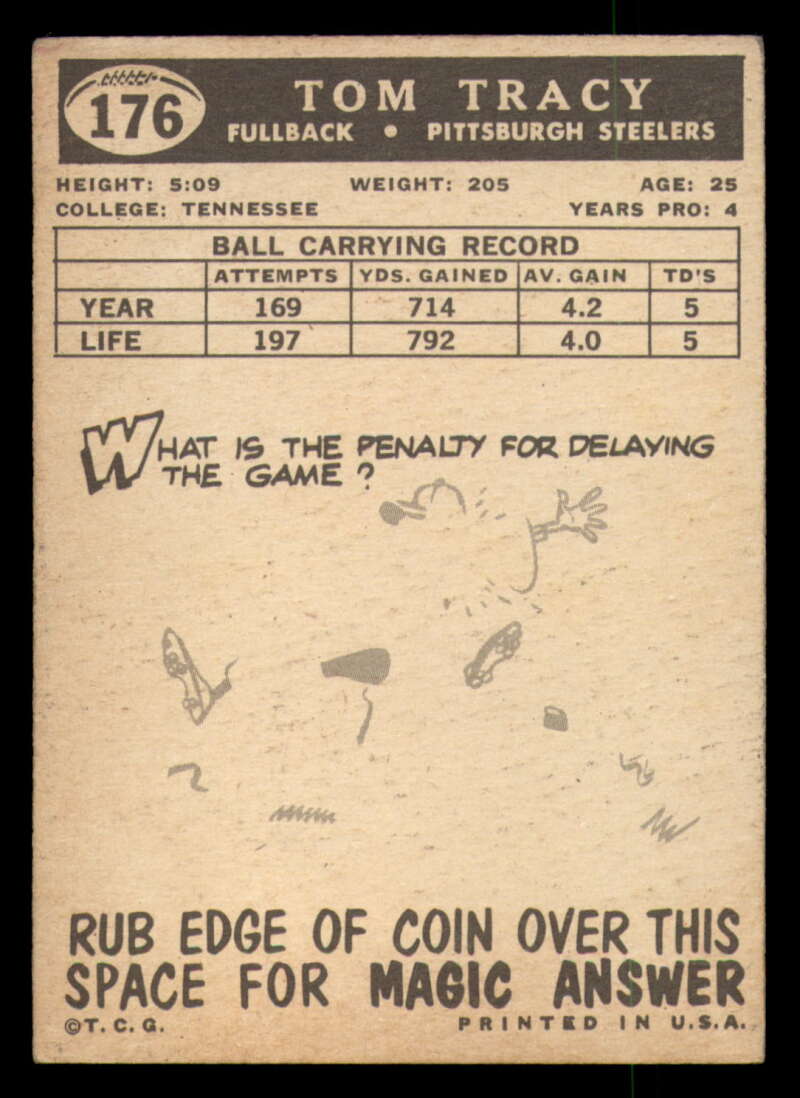 176
TOM TRACY
FULLBACK • PITTSBURGH STEELERS
HEIGHT: 5:09 WEIGHT: 205 AGE: 25
COLLEGE: TENNESSEE YEARS PRO: 4
BALL CARRYING RECORD
ATTEMPTS YDS. GAINED AV. GAIN TD'S
YEAR 169 714 4.2 5
LIFE 197 792 4.0 5
WHAT IS THE PENALTY FOR DELAYING
THE GAME?
RUB EDGE OF COIN OVER THIS
SPACE FOR MAGIC ANSWER
©T. C. G. PRINTED IN U.S.A.